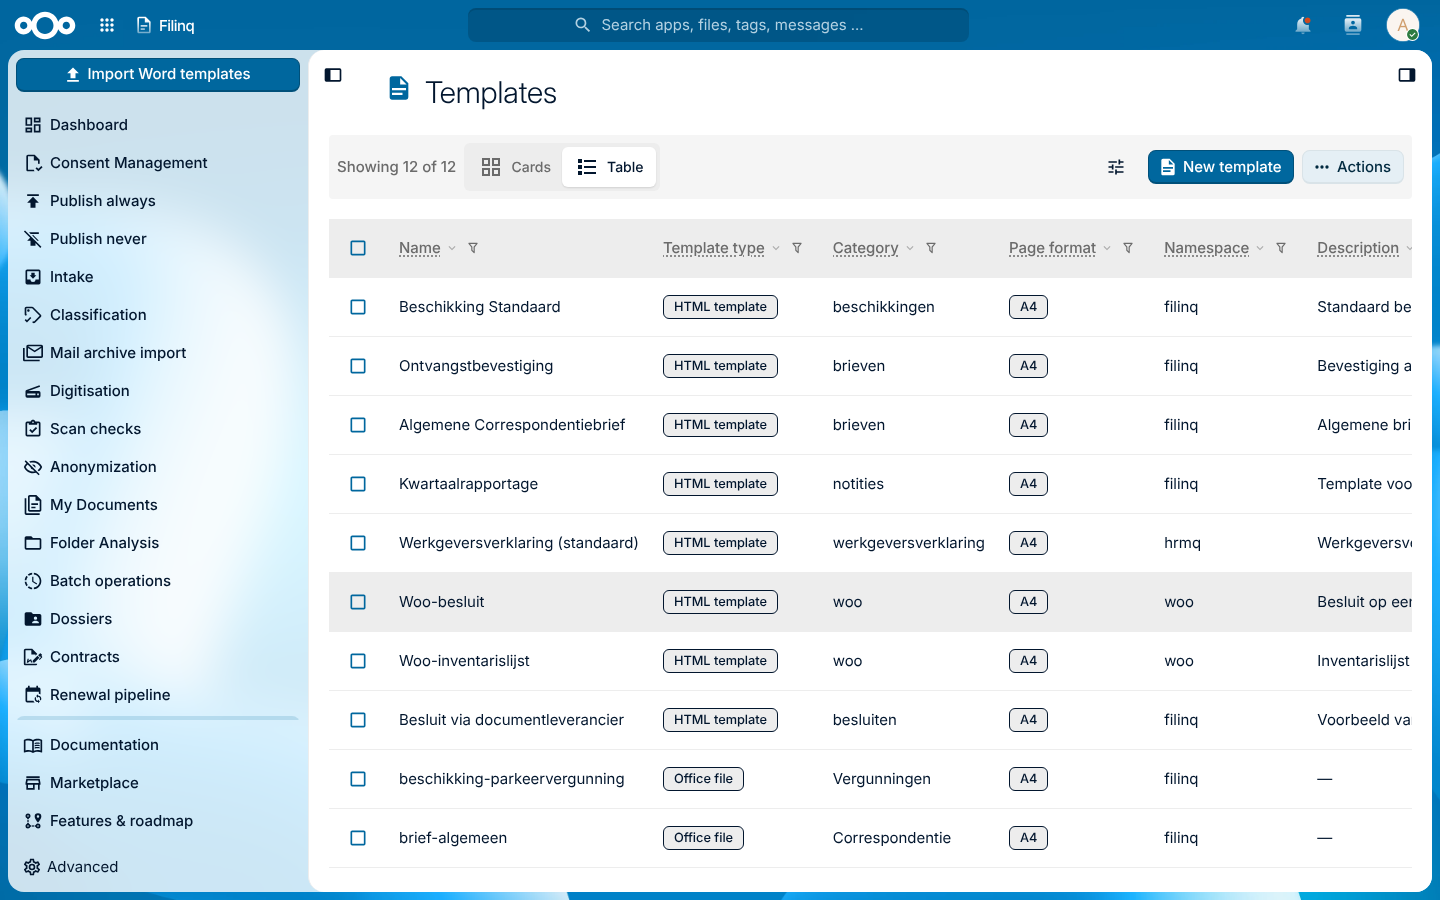 Filinq
Search apps, files, tags, messages ...
A
Import Word templates
Dashboard
Consent Management
Publish always
Publish never
Intake
Classification
Mail archive import
Digitisation
Scan checks
Anonymization
My Documents
Folder Analysis
Batch operations
Dossiers
Contracts
Renewal pipeline
Documentation
Marketplace
Features & roadmap
Advanced
Templates
Showing 12 of 12 Cards Table New template Actions
Name Template type Category Page format Namespace Description
Beschikking Standaard HTML template beschikkingen A4 filinq Standaard be
Ontvangstbevestiging HTML template brieven A4 filinq Bevestiging a
Algemene Correspondentiebrief HTML template brieven A4 filinq Algemene bri
Kwartaalrapportage HTML template notities A4 filinq Template voo
Werkgeversverklaring (standaard) HTML template werkgeversverklaring A4 hrmq Werkgeversve
Woo-besluit HTML template woo A4 woo Besluit op een
Woo-inventarislijst HTML template woo A4 woo Inventarislijst
Besluit via documentleverancier HTML template besluiten A4 filinq Voorbeeld va
beschikking-parkeervergunning Office file Vergunningen A4 filinq —
brief-algemeen Office file Correspondentie A4 filinq —